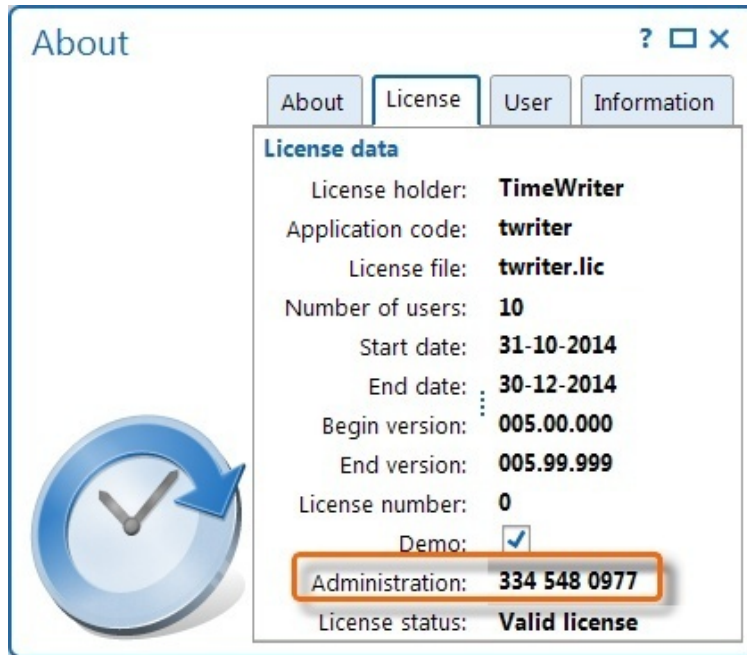 About
?
About License User Information
License data
License holder: TimeWriter
Application code: twriter
License file: twriter.lic
Number of users: 10
Start date: 31-10-2014
End date: 30-12-2014
Begin version: 005.00.000
End version: 005.99.999
License number: 0
Demo:
Administration: 334 548 0977
License status: Valid license